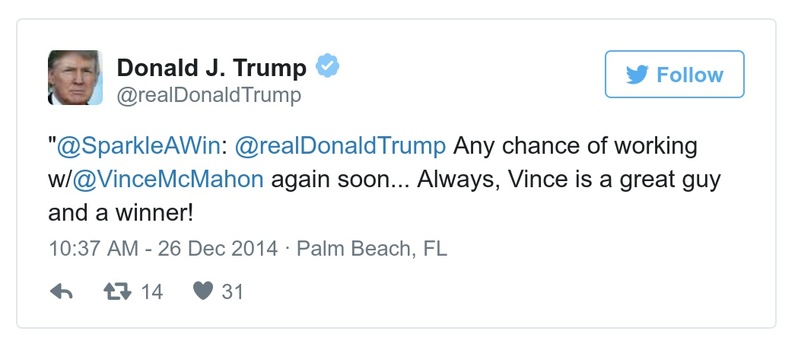 Donald J. Trump
@realDonaldTrump
Follow
"@SparkleAWin: @realDonaldTrump Any chance of working
w/@VinceMcMahon again soon... Always, Vince is a great guy
and a winner!
10:37 AM - 26 Dec 2014 · Palm Beach, FL
14 31